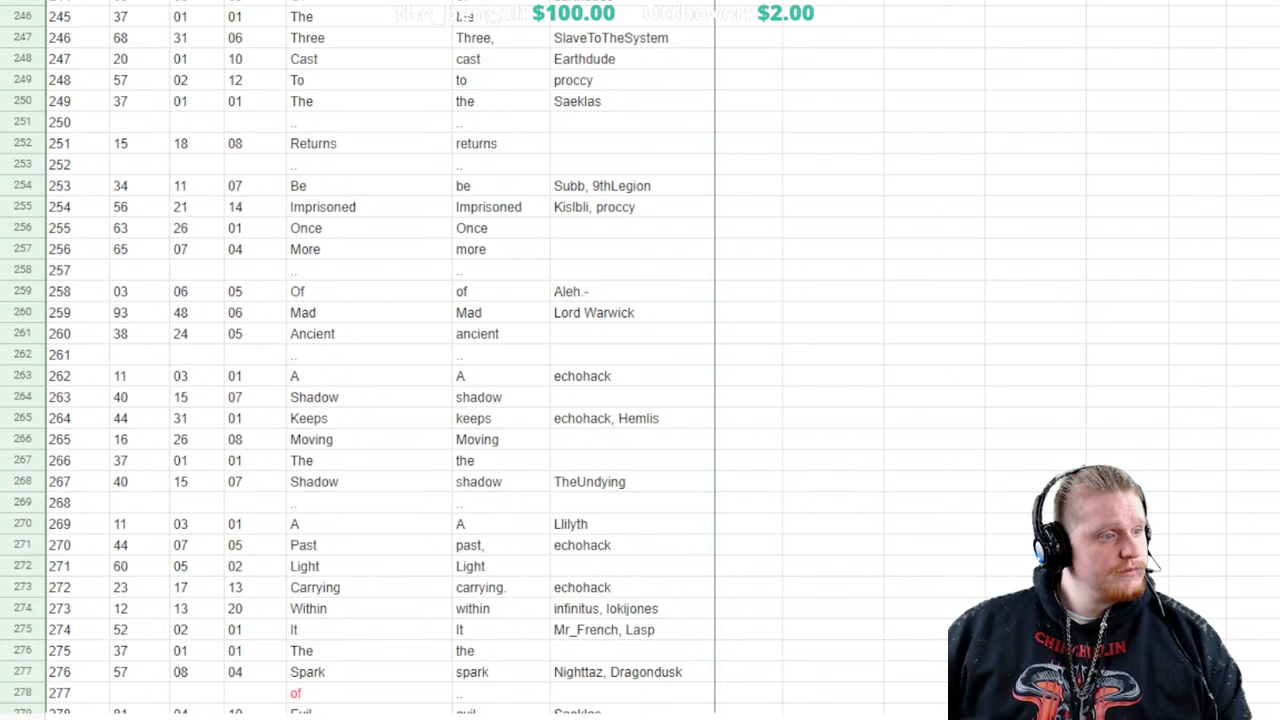 $100.00 $2.00
246 37 01 01 The the
247 246 68 31 06 Three Three, SlaveToTheSystem
248 247 20 01 10 Cast cast Earthdude
249 248 57 02 12 To to proccy
250 249 37 01 01 The the Saeklas
251 250 .. ..
252 251 15 18 08 Returns returns
253 252 .. ..
254 253 34 11 07 Be be Subb, 9thLegion
255 254 56 21 14 Imprisoned Imprisoned Kislbli, proccy
256 255 63 26 01 Once Once
257 256 65 07 04 More more
258 257 .. ..
259 258 03 06 05 Of of Aleh.-
260 259 93 48 06 Mad Mad Lord Warwick
261 260 38 24 05 Ancient ancient
262 261 .. ..
263 262 11 03 01 A A echohack
264 263 40 15 07 Shadow shadow
265 264 44 31 01 Keeps keeps echohack, Hemlis
266 265 16 26 08 Moving Moving
267 266 37 01 01 The the
268 267 40 15 07 Shadow shadow TheUndying
269 268 .. ..
270 269 11 03 01 A A Llilyth
271 270 44 07 05 Past past, echohack
272 271 60 05 02 Light Light
273 272 23 17 13 Carrying carrying. echohack
274 273 12 13 20 Within within infinitus, lokijones
275 274 52 02 01 It It Mr_French, Lasp
276 275 37 01 01 The the
277 276 57 08 04 Spark spark Nighttaz, Dragondusk
278 277 of ..
278 81 04 10 Evil evil Saeklas